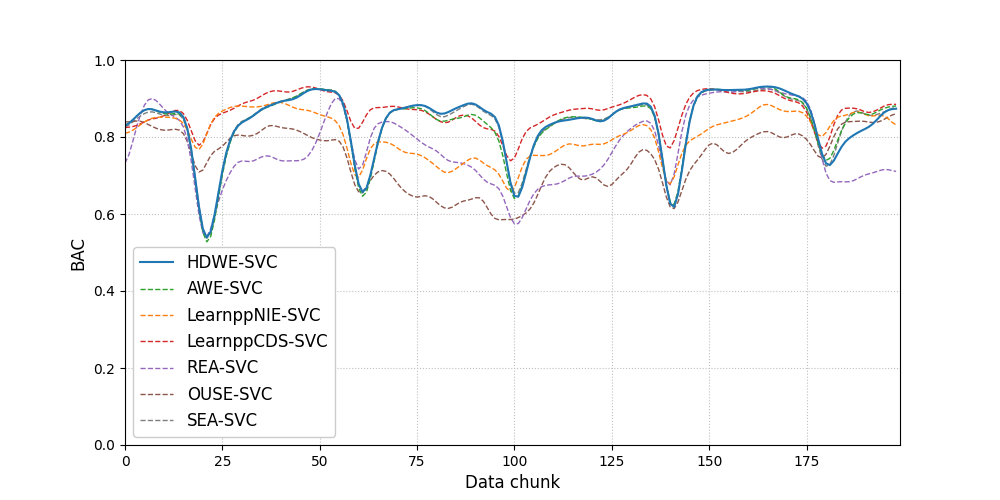 1.0
0.8
0.6
0.4
0.2
0.0
BAC
HDWE-SVC
AWE-SVC
LearnppNIE-SVC
LearnppCDS-SVC
REA-SVC
OUSE-SVC
SEA-SVC
0 25 50 75 100 125 150 175
Data chunk